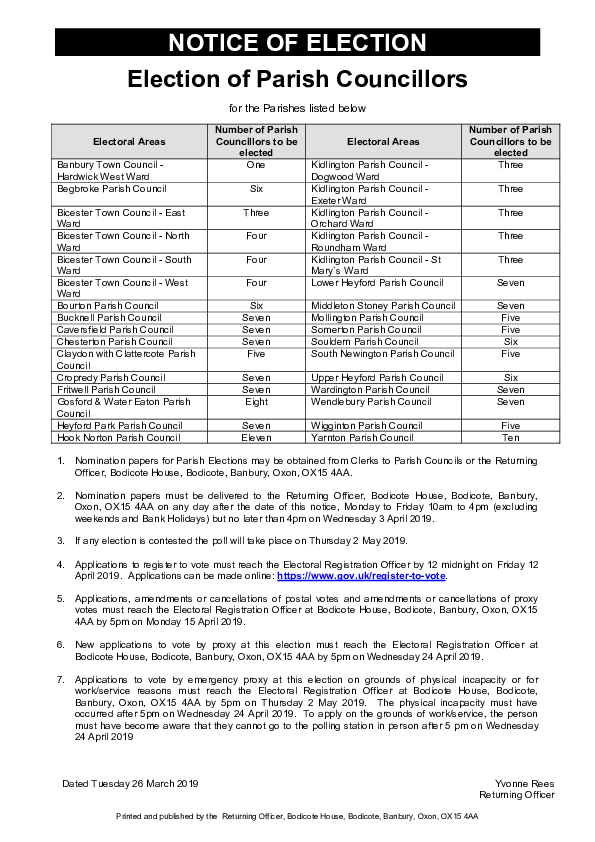 NOTICE OF ELECTION
Election of Parish Councillors
for the Parishes listed below
Electoral Areas
Number of Parish
Councillors to be
elected
Electoral Areas
Number of Parish
Councillors to be
elected
Banbury Town Council -
Hardwick West Ward
One
Kidlington Parish Council -
Dogwood Ward
Three
Begbroke Parish Council
Six
Kidlington Parish Council -
Exeter Ward
Three
Bicester Town Council - East
Ward
Three
Kidlington Parish Council -
Orchard Ward
Three
Bicester Town Council - North
Ward
Four
Kidlington Parish Council -
Roundham Ward
Three
Bicester Town Council - South
Ward
Four
Kidlington Parish Council - St
Mary`s Ward
Three
Bicester Town Council - West
Ward
Four
Lower Heyford Parish Council
Seven
Bourton Parish Council
Six
Middleton Stoney Parish Council
Seven
Bucknell Parish Council
Seven
Mollington Parish Council
Five
Caversfield Parish Council
Seven
Somerton Parish Council
Five
Chesterton Parish Council
Seven
Souldern Parish Council
Six
Claydon with Clattercote Parish
Council
Five
South Newington Parish Council
Five
Cropredy Parish Council
Seven
Upper Heyford Parish Council
Six
Fritwell Parish Council
Seven
Wardington Parish Council
Seven
Gosford & Water Eaton Parish
Council
Eight
Wendlebury Parish Council
Seven
Heyford Park Parish Council
Seven
Wigginton Parish Council
Five
Hook Norton Parish Council
Eleven
Yarnton Parish Council
Ten
1. Nomination papers for Parish Elections may be obtained from Clerks to Parish Councils or the Returning
Officer, Bodicote House, Bodicote, Banbury, Oxon, OX15 4AA.
2. Nomination papers must be delivered to the Returning Officer, Bodicote House, Bodicote, Banbury,
Oxon, OX15 4AA on any day after the date of this notice, Monday to Friday 10am to 4pm (excluding
weekends and Bank Holidays) but no later than 4pm on Wednesday 3 April 2019.
3. If any election is contested the poll will take place on Thursday 2 May 2019.
4. Applications to register to vote must reach the Electoral Registration Officer by 12 midnight on Friday 12
April 2019. Applications can be made online: https://www.gov.uk/register-to-vote.
5. Applications, amendments or cancellations of postal votes and amendments or cancellations of proxy
votes must reach the Electoral Registration Officer at Bodicote House, Bodicote, Banbury, Oxon, OX15
4AA by 5pm on Monday 15 April 2019.
6. New applications to vote by proxy at this election must reach the Electoral Registration Officer at
Bodicote House, Bodicote, Banbury, Oxon, OX15 4AA by 5pm on Wednesday 24 April 2019.
7. Applications to vote by emergency proxy at this election on grounds of physical incapacity or for
work/service reasons must reach the Electoral Registration Officer at Bodicote House, Bodicote,
Banbury, Oxon, OX15 4AA by 5pm on Thursday 2 May 2019. The physical incapacity must have
occurred after 5pm on Wednesday 24 April 2019. To apply on the grounds of work/service, the person
must have become aware that they cannot go to the polling station in person after 5 pm on Wednesday
24 April 2019
Dated Tuesday 26 March 2019
Yvonne Rees
Returning Officer
Printed and published by the Returning Officer, Bodicote House, Bodicote, Banbury, Oxon, OX15 4AA